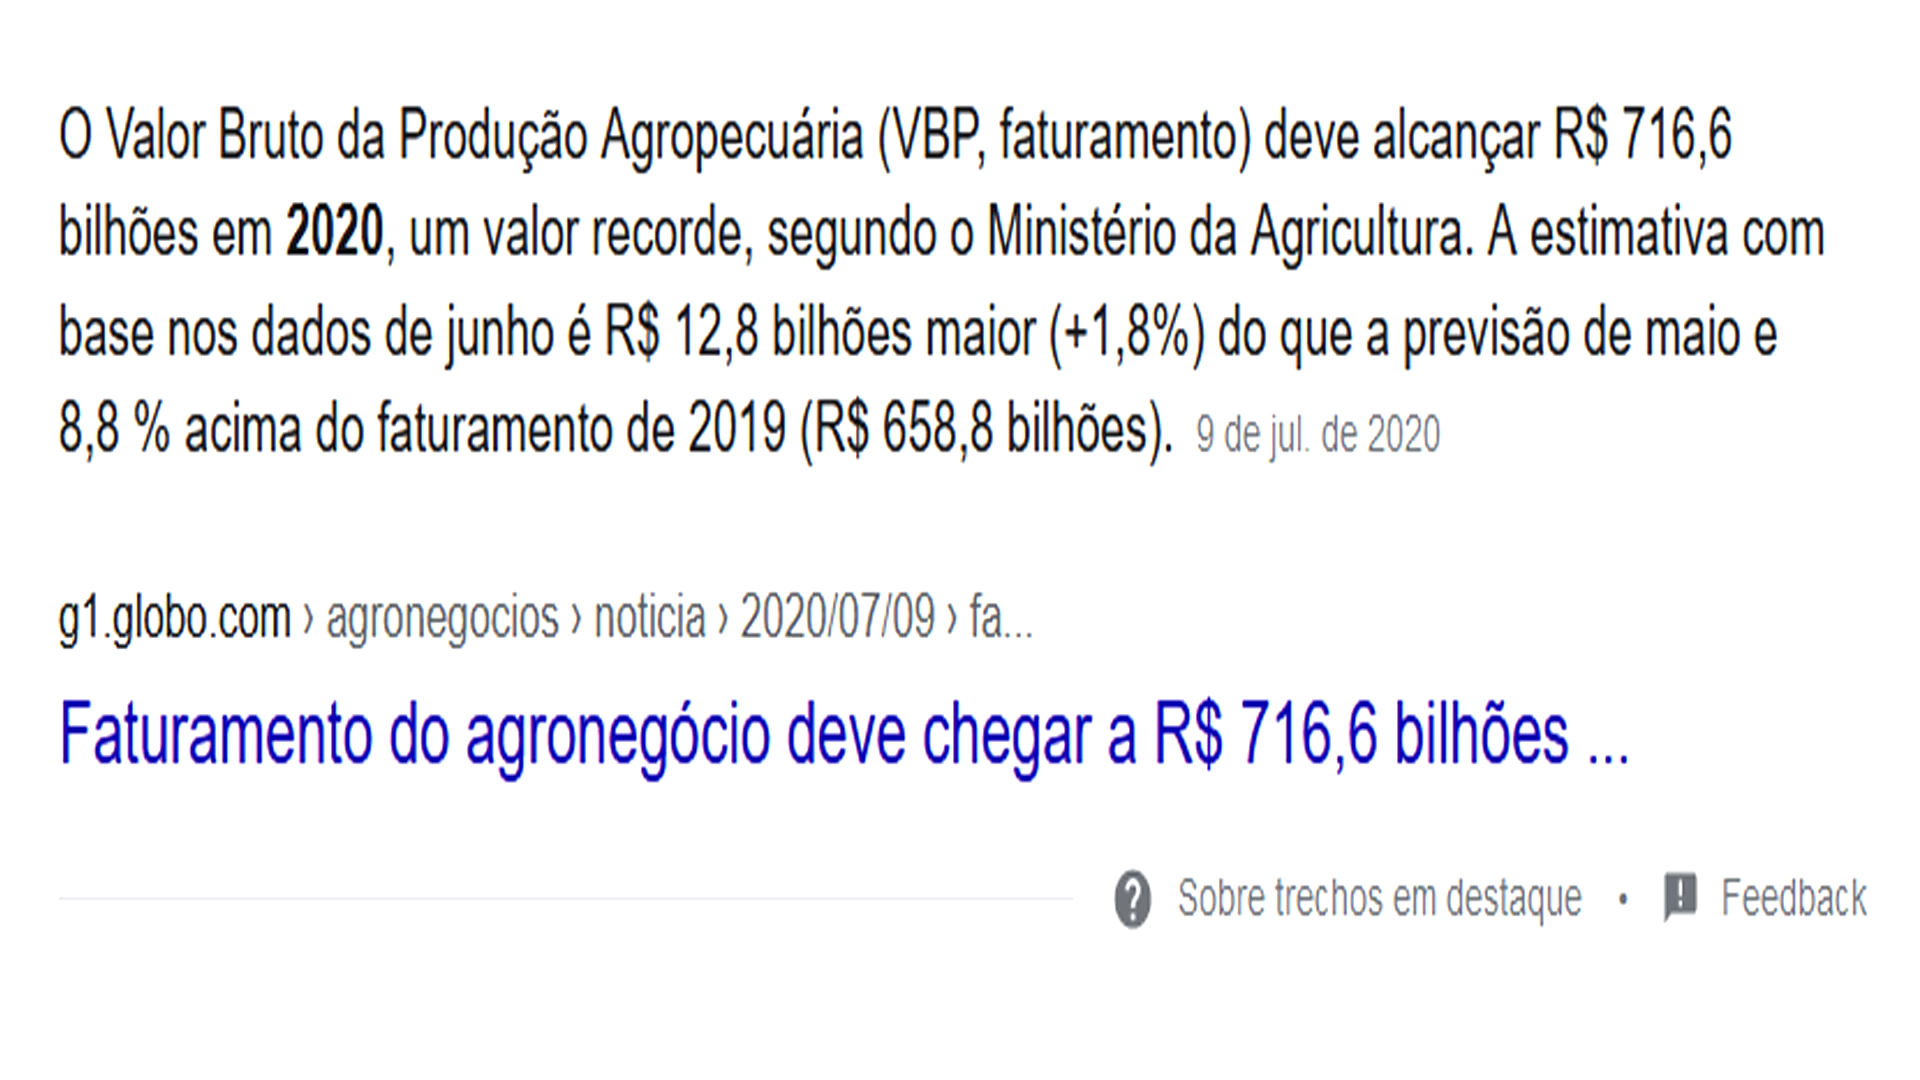 O Valor Bruto da Produção Agropecuária (VBP, faturamento) deve alcançar R$ 716,6
bilhões em 2020, um valor recorde, segundo o Ministério da Agricultura. A estimativa com
base nos dados de junho é R$ 12,8 bilhões maior (+1,8%) do que a previsão de maio e
8,8 % acima do faturamento de 2019 (R$ 658,8 bilhões). 9 de jul. de 2020
g1.globo.com › agronegocios › noticia › 2020/07/09 › fa...
Faturamento do agronegócio deve chegar a R$ 716,6 bilhões ...
Sobre trechos em destaque • Feedback